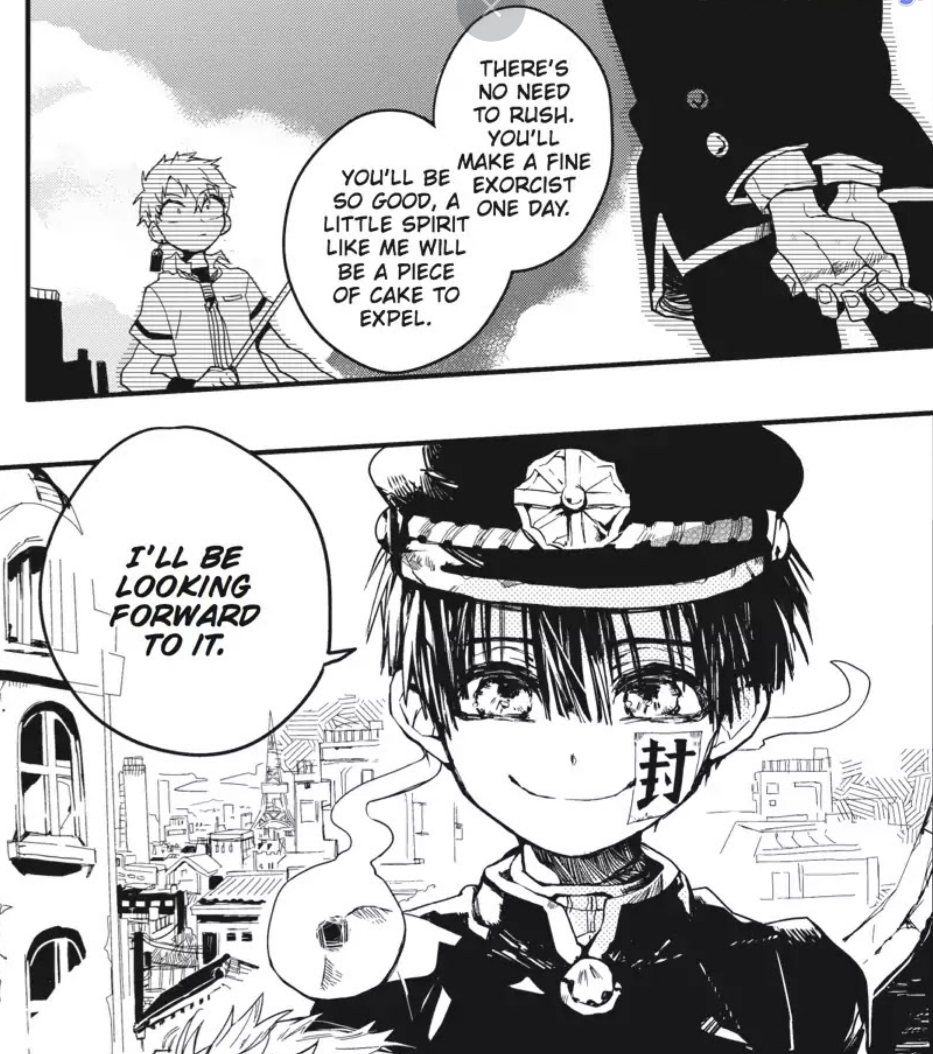 THERE'S
NO NEED
TO RUSH.
YOU'LL
MAKE A FINE
EXORCIST
ONE DAY.
YOU'LL BE
SO GOOD, A
LITTLE SPIRIT
LIKE ME WILL
BE A PIECE
OF CAKE TO
EXPEL.
I'LL BE
LOOKING
FORWARD
TO IT.
封